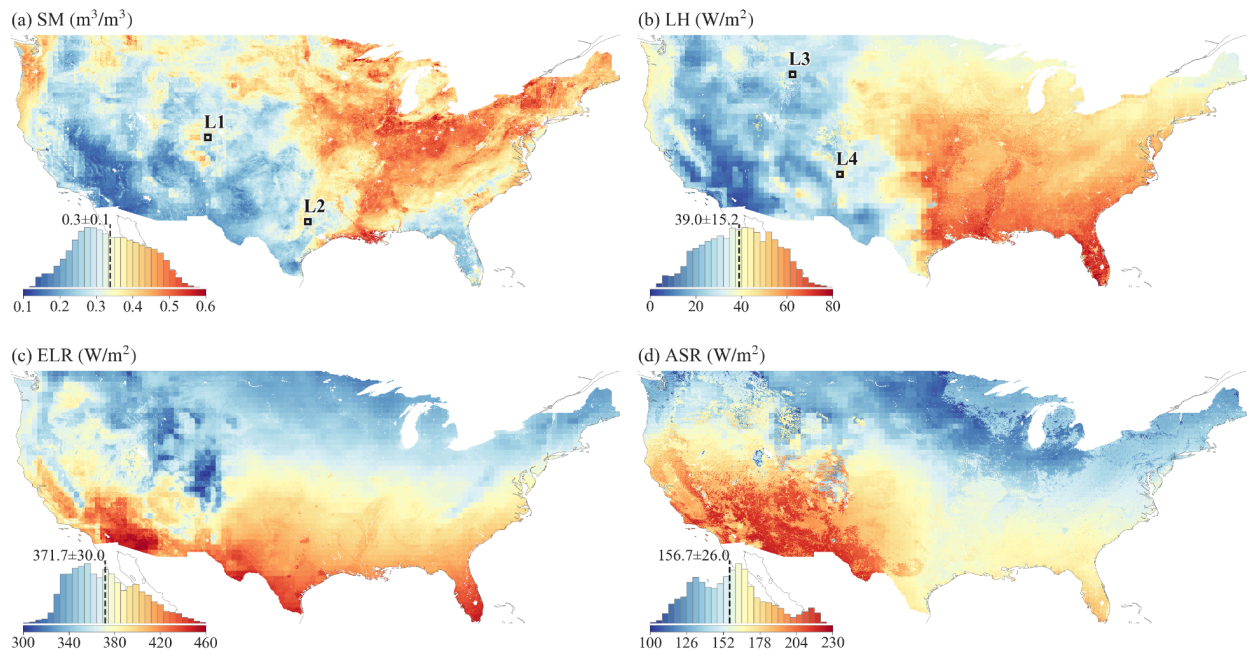 (a) SM (m³/m³)
L1
L2
0.3±0.1
0.1 0.2 0.3 0.4 0.5 0.6
(b) LH (W/m²)
L3
L4
39.0±15.2
0 20 40 60 80
(c) ELR (W/m²)
371.7±30.0
300 340 380 420 460
(d) ASR (W/m²)
156.7±26.0
100 126 152 178 204 230